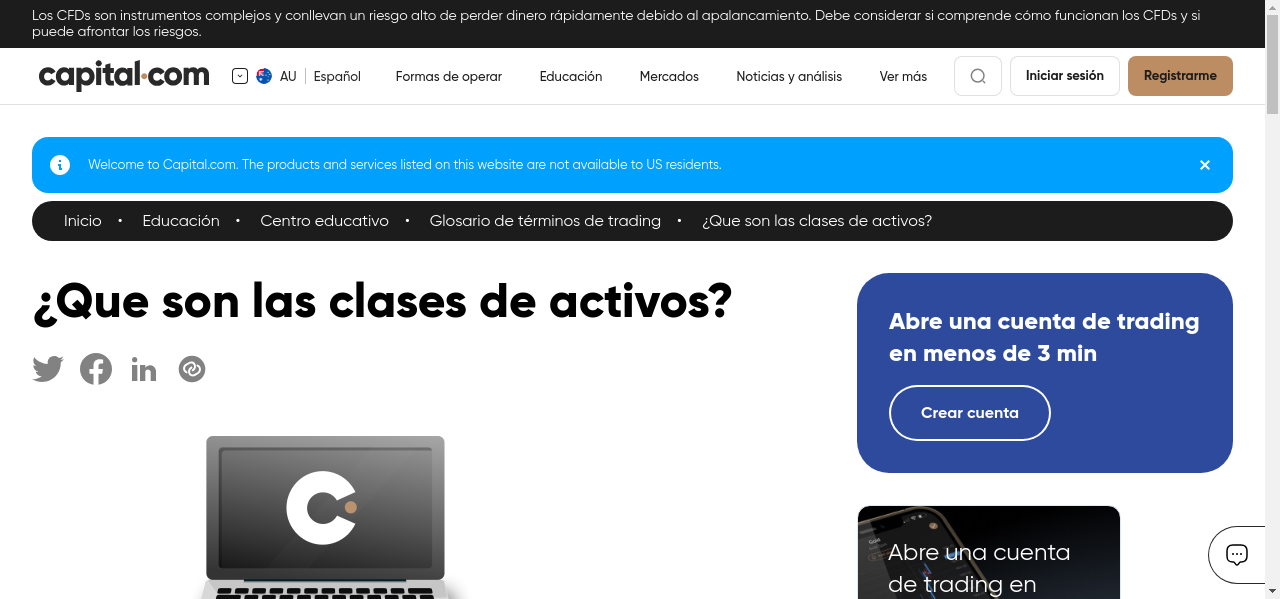 Los CFDs son instrumentos complejos y conllevan un riesgo alto de perder dinero rápidamente debido al apalancamiento. Debe considerar si comprende cómo funcionan los CFDs y si
puede afrontar los riesgos.
capital.com
AU
Español
Formas de operar
Educación
Mercados
Noticias y análisis
Ver más
Iniciar sesión
Registrarme
Welcome to Capital.com. The products and services listed on this website are not available to US residents.
Inicio • Educación • Centro educativo • Glosario de términos de trading • ¿Que son las clases de activos?
¿Que son las clases de activos?
Abre una cuenta de trading
en menos de 3 min
Crear cuenta
Abre una cuenta
de trading en